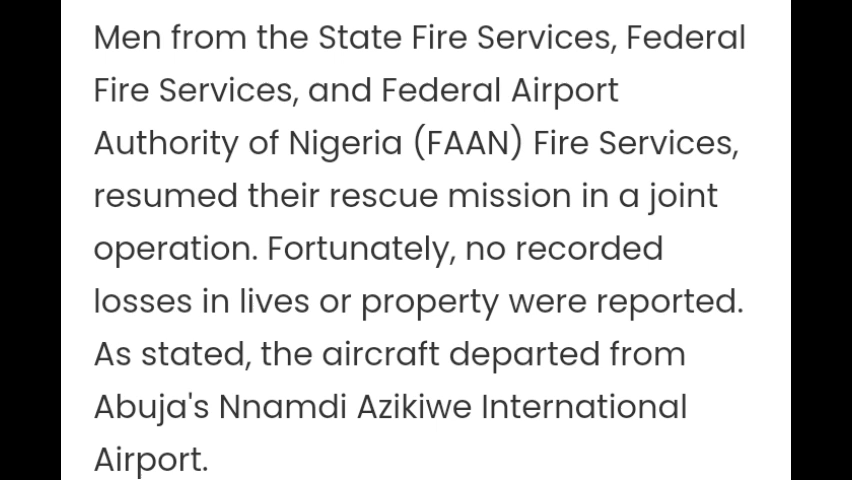 Men from the State Fire Services, Federal
Fire Services, and Federal Airport
Authority of Nigeria (FAAN) Fire Services,
resumed their rescue mission in a joint
operation. Fortunately, no recorded
losses in lives or property were reported.
As stated, the aircraft departed from
Abuja's Nnamdi Azikiwe International
Airport.